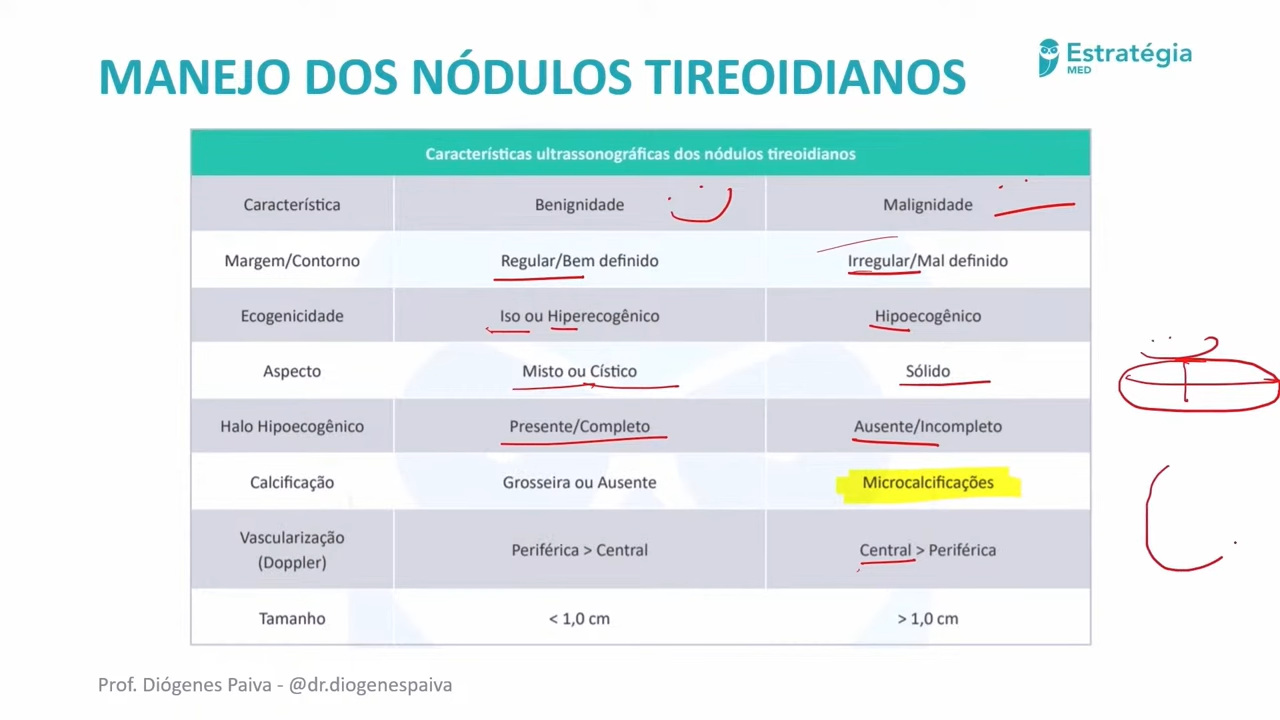 MANEJO DOS NÓDULOS TIREOIDIANOS
Estratégia
MED
Características ultrassonográficas dos nódulos tireoidianos
Característica Benignidade Malignidade
Margem/Contorno Regular/Bem definido Irregular/Mal definido
Ecogenicidade Iso ou Hiperecogênico Hipoecogênico
Aspecto Misto ou Cístico Sólido
Halo Hipoecogênico Presente/Completo Ausente/Incompleto
Calcificação Grosseira ou Ausente Microcalcificações
Vascularização
(Doppler) Periférica > Central Central > Periférica
Tamanho < 1,0 cm > 1,0 cm
Prof. Diógenes Paiva - @dr.diogenespaiva